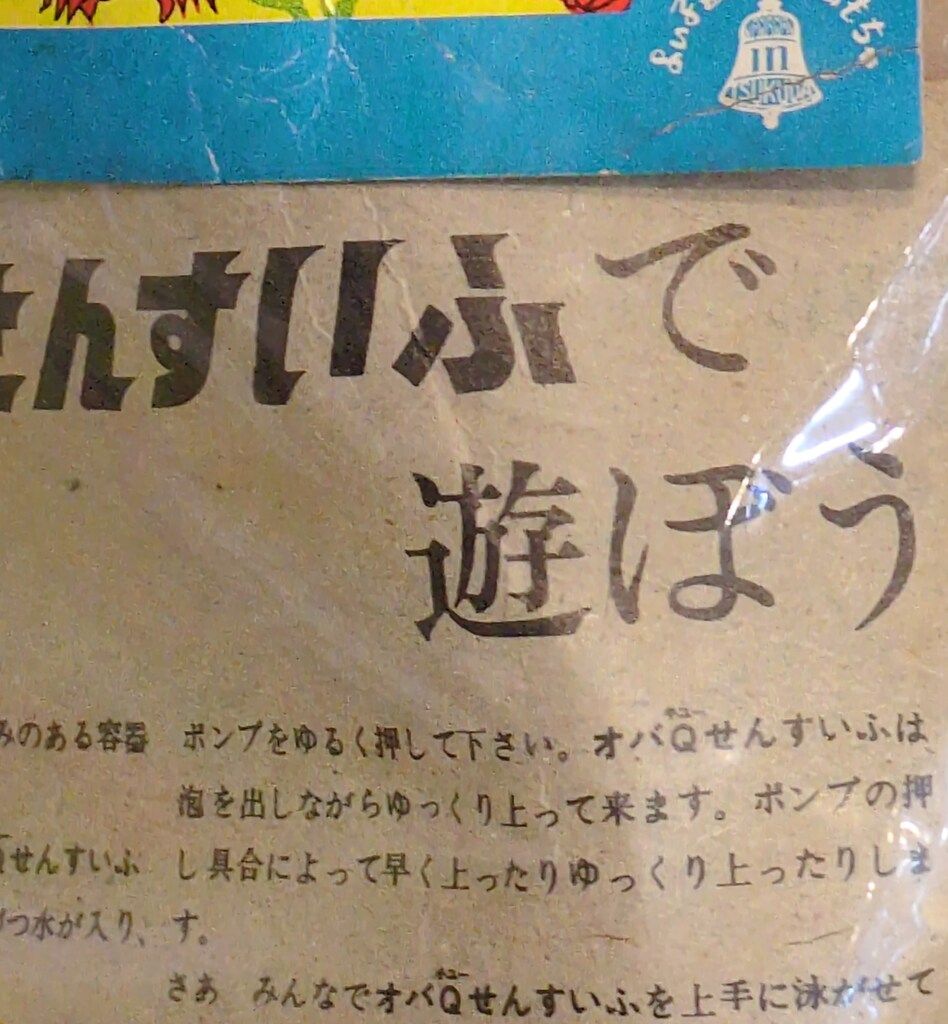 m
TSUKUDA
せんすいふで
遊ぼう
みのある容器
せんすいふ
つ水が入り、
ポンプをゆるく押して下さい。オバQせんすいふは
泡を出しながらゆっくり上って来ます。ポンプの押
し具合によって早く上ったりゆっくり上ったりしま
す。
さあ みんなでオバQせんすいふを上手に泳がせて